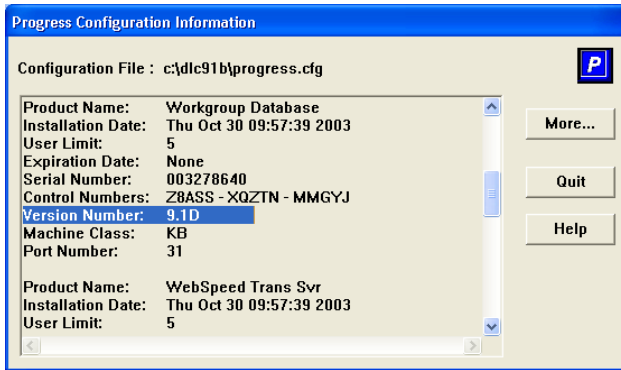 Progress Configuration Information
Configuration File : c:\dlc91b\progress.cfg
P
Product Name: Workgroup Database
Installation Date: Thu Oct 30 09:57:39 2003
User Limit: 5
Expiration Date: None
Serial Number: 003278640
Control Numbers: Z8ASS - XQZTN - MMGYJ
Version Number: 9.1D
Machine Class: KB
Port Number: 31
Product Name: WebSpeed Trans Svr
Installation Date: Thu Oct 30 09:57:39 2003
User Limit: 5
More...
Quit
Help